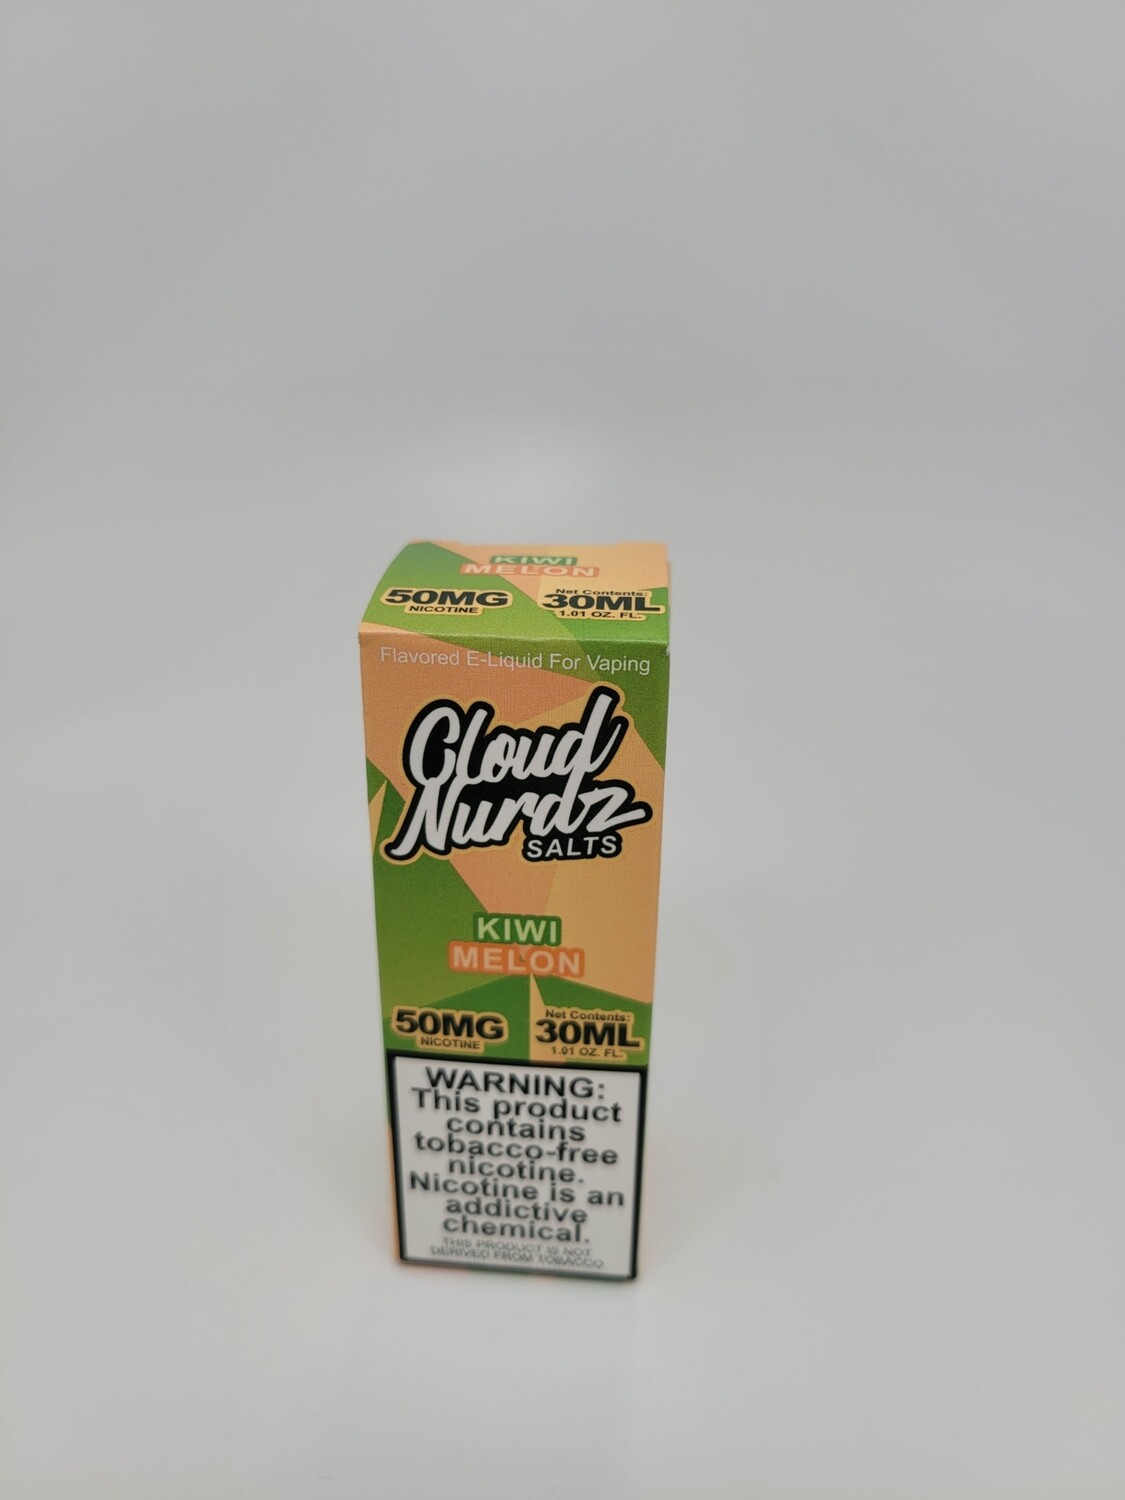 KIWI
MELON
50MG
NICOTINE
Net Contents:
30ML
1.01 OZ. FL.
Flavored E-Liquid For Vaping
Cloud
Nurdz
SALTS
KIWI
MELON
50MG
NICOTINE
Net Contents:
30ML
1.01 OZ. FL.
WARNING:
This product
contains
tobacco-free
nicotine.
Nicotine is an
addictive
chemical.
THIS PRODUCT IS NOT
DERIVED FROM TOBACCO.